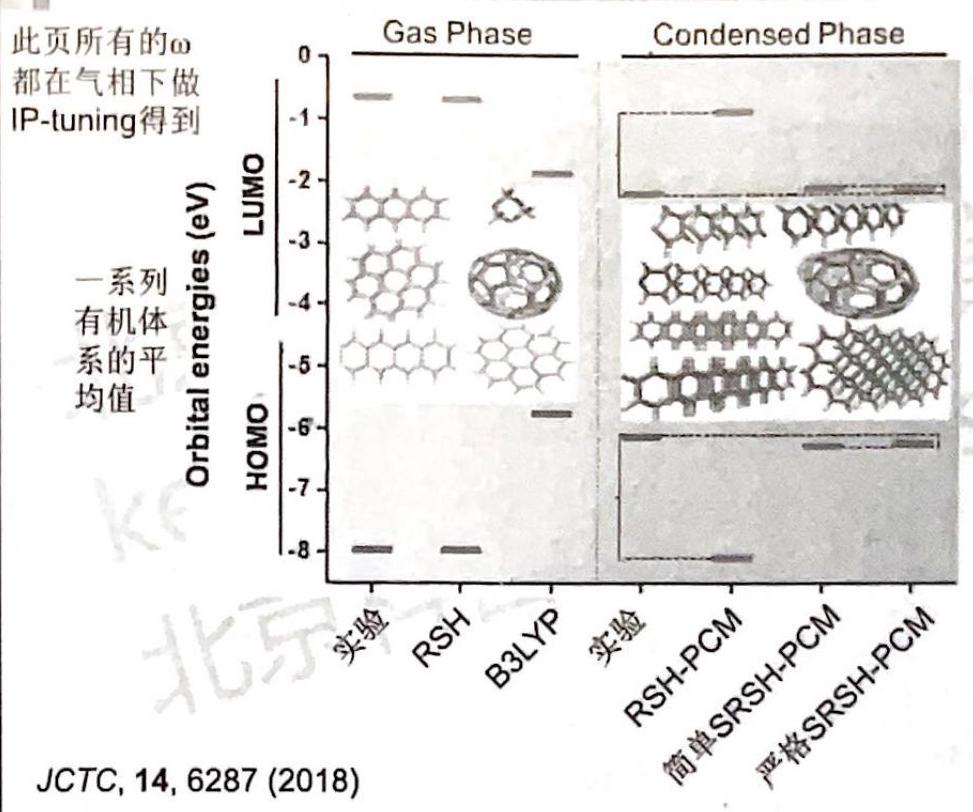 此页所有的ω
都在气相下做
IP-tuning得到
Gas Phase
Condensed Phase
0
-1
-2
-3
-4
-5
-6
-7
-8
LUMO
HOMO
Orbital energies (eV)
一系列
有机体
系的平
均值
实验
RSH
B3LYP
实验
RSH-PCM
简单SRSH-PCM
严格SRSH-PCM
北京
JCTC, 14, 6287 (2018)